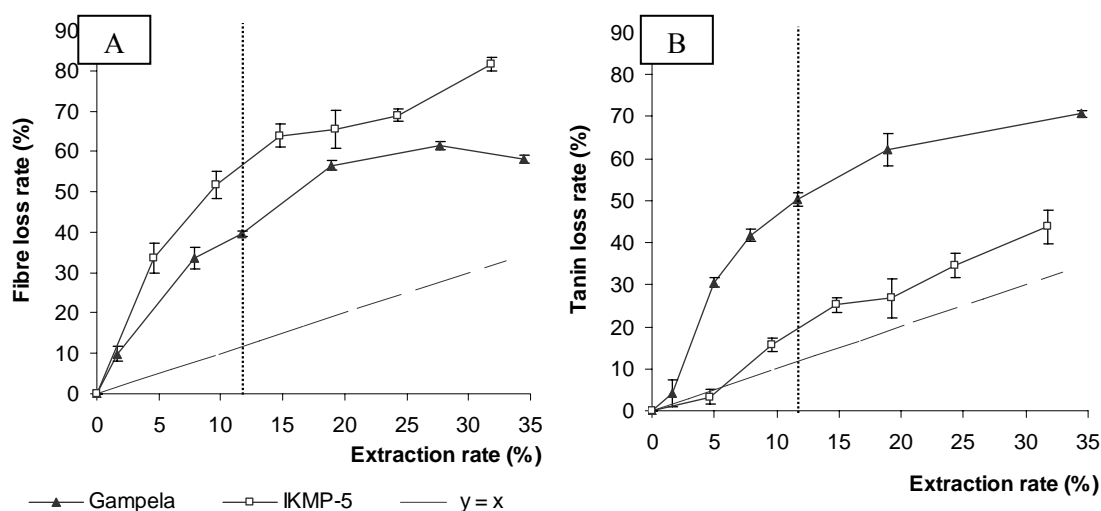 A
Fibre loss rate (%)
90
80
70
60
50
40
30
20
10
0
0 5 10 15 20 25 30 35
Extraction rate (%)
B
Tanin loss rate (%)
90
80
70
60
50
40
30
20
10
0
0 5 10 15 20 25 30 35
Extraction rate (%)
Gampela IKMP-5 y = x